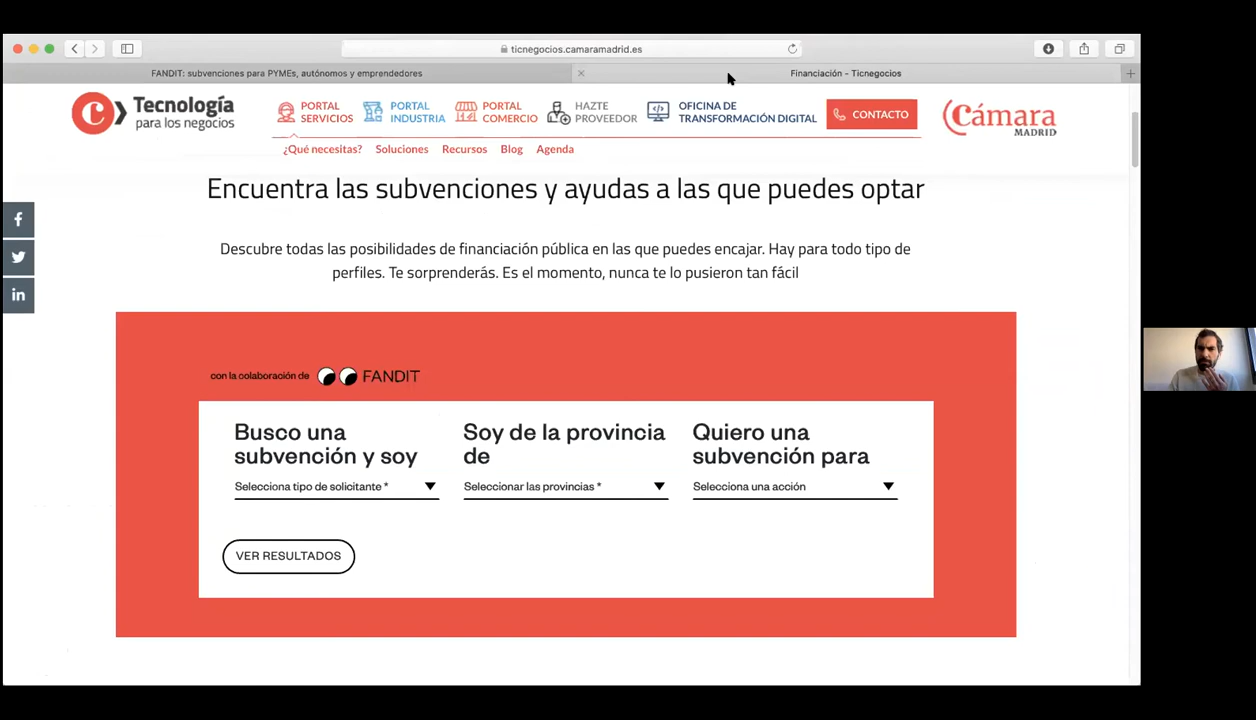 ticnegocios.camaramadrid.es
FANDIT: subvenciones para PYMEs, autónomos y emprendedores
Financiación - Ticnegocios
Tecnología
para los negocios
PORTAL
SERVICIOS
PORTAL
INDUSTRIA
PORTAL
COMERCIO
HAZTE
PROVEEDOR
OFICINA DE
TRANSFORMACIÓN DIGITAL
CONTACTO
Cámara
MADRID
¿Qué necesitas?
Soluciones
Recursos
Blog
Agenda
Encuentra las subvenciones y ayudas a las que puedes optar
Descubre todas las posibilidades de financiación pública en las que puedes encajar. Hay para todo tipo de
perfiles. Te sorprenderás. Es el momento, nunca te lo pusieron tan fácil
con la colaboración de
FANDIT
Busco una
subvención y soy
Selecciona tipo de solicitante *
Soy de la provincia
de
Seleccionar las provincias *
Quiero una
subvención para
Selecciona una acción
VER RESULTADOS